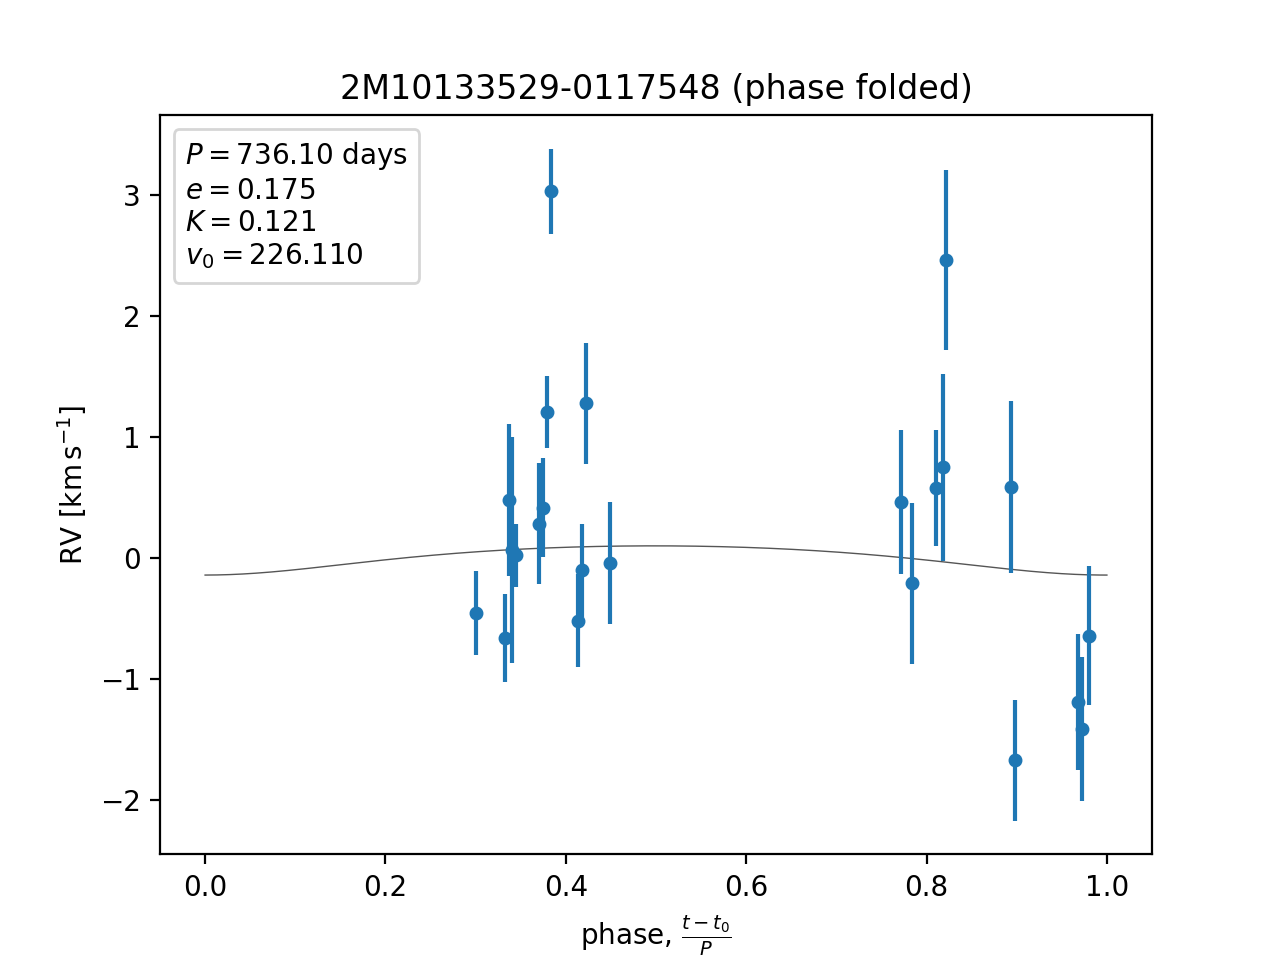 2M10133529-0117548 (phase folded)
P = 736.10 days
e = 0.175
K = 0.121
v₀ = 226.110
3
2
1
0
−1
−2
RV [km s⁻¹]
0.0 0.2 0.4 0.6 0.8 1.0
phase, (t − t₀)/P